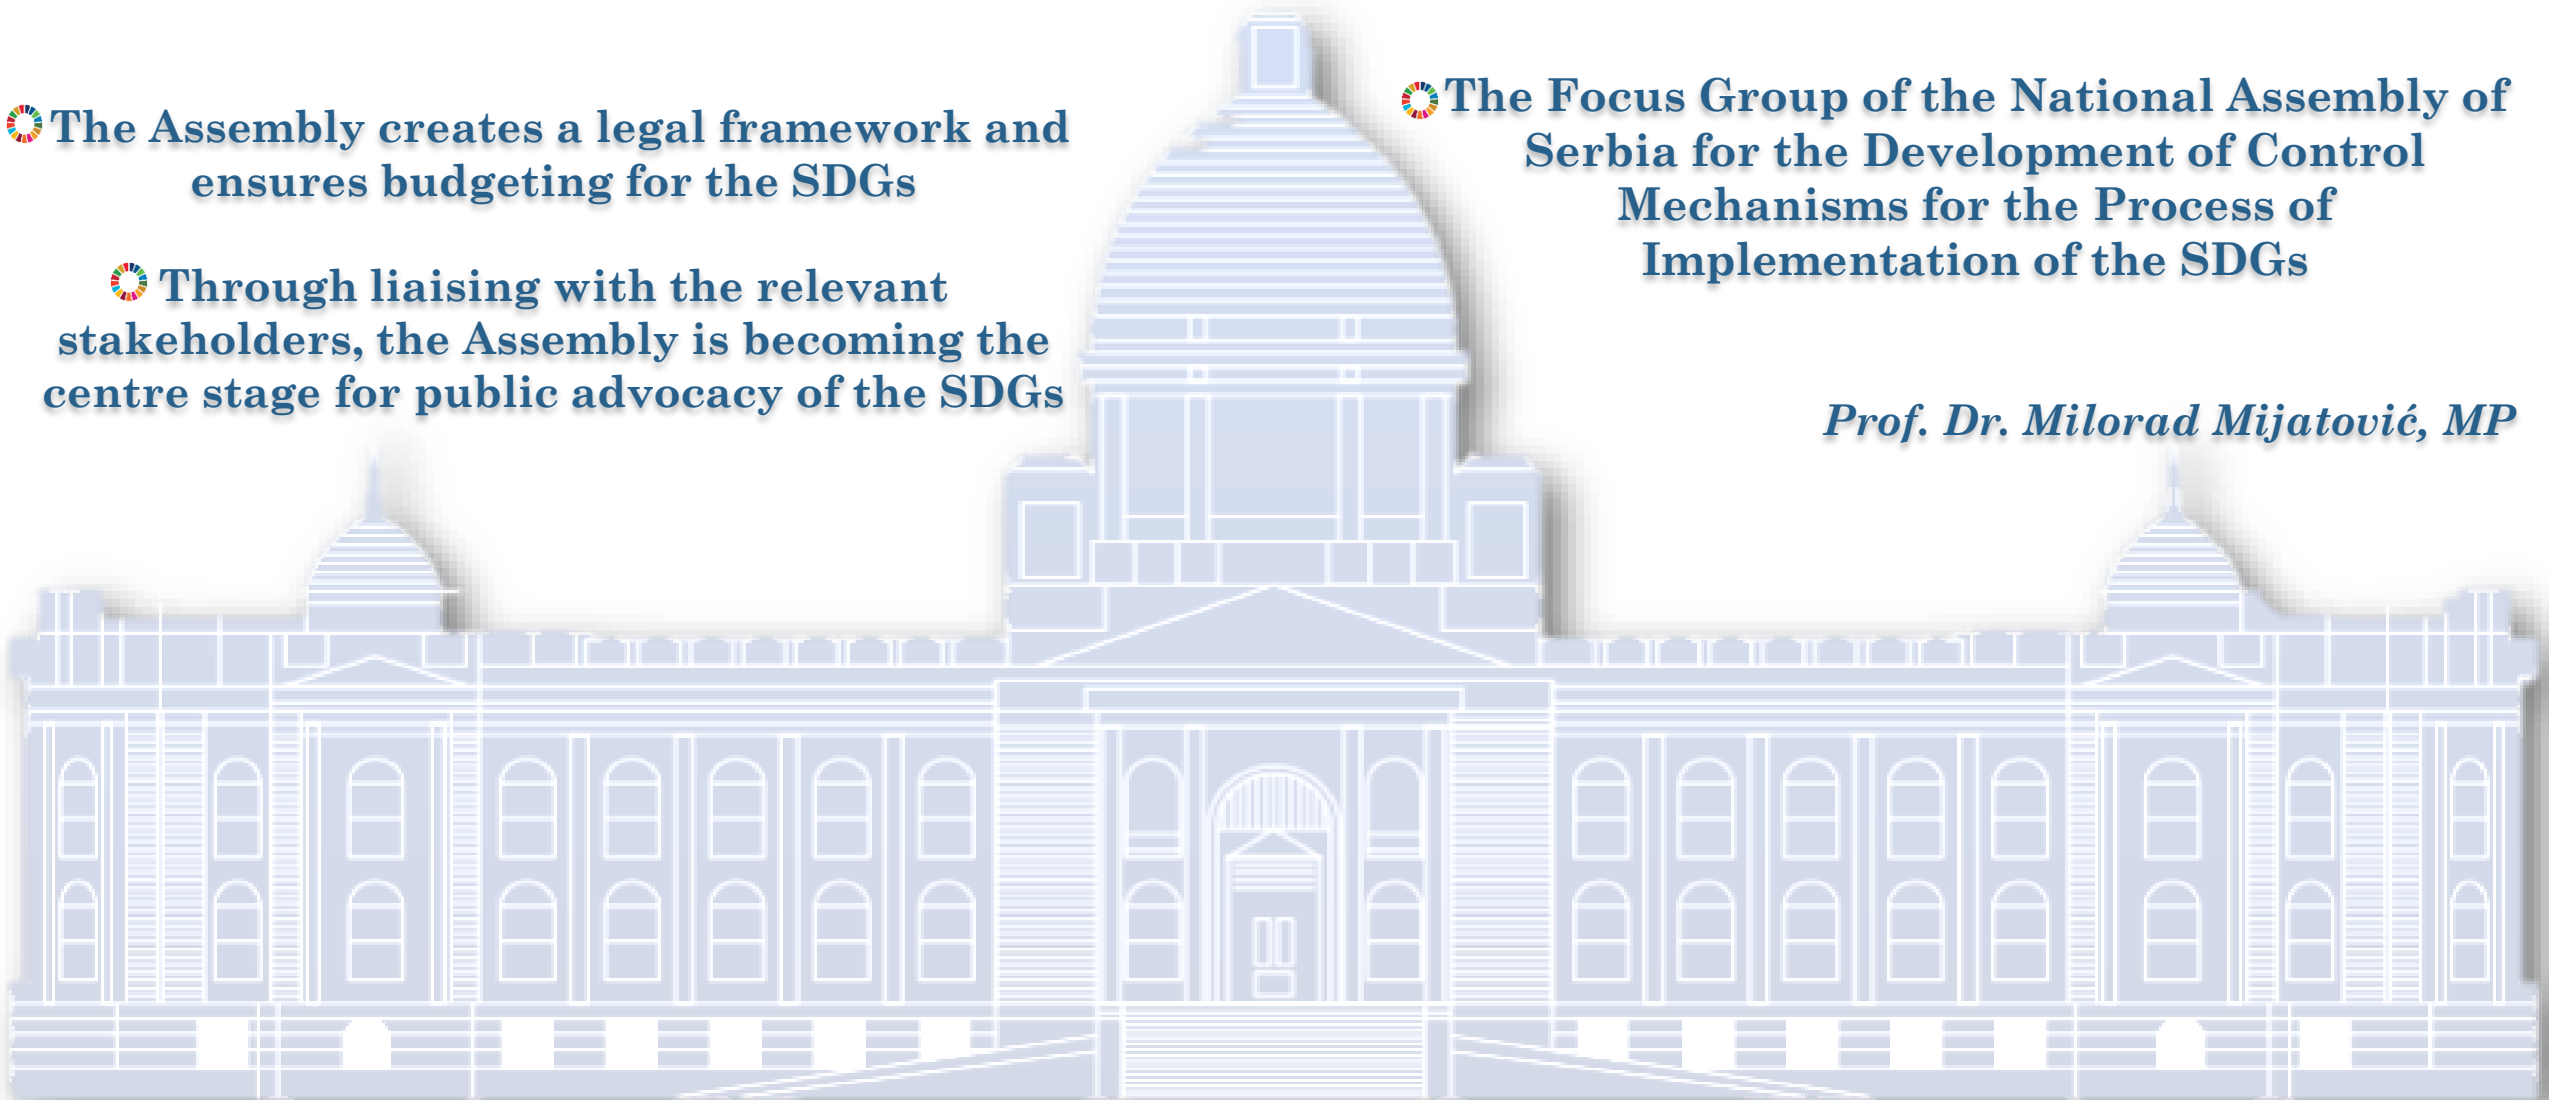 The Assembly creates a legal framework and
ensures budgeting for the SDGs
Through liaising with the relevant
stakeholders, the Assembly is becoming the
centre stage for public advocacy of the SDGs
The Focus Group of the National Assembly of
Serbia for the Development of Control
Mechanisms for the Process of
Implementation of the SDGs
Prof. Dr. Milorad Mijatović, MP